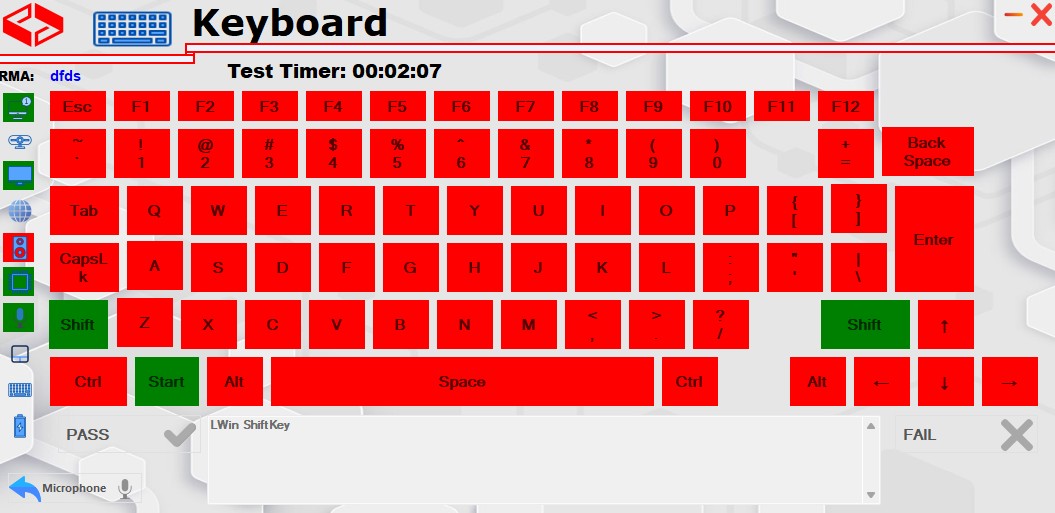 Keyboard
RMA: dfds
Test Timer: 00:02:07
Esc F1 F2 F3 F4 F5 F6 F7 F8 F9 F10 F11 F12
~ ! @ # $ % ^ & * ( ) + Back
` 1 2 3 4 5 6 7 8 9 0 = Space
Tab Q W E R T Y U I O P { }
[ ]
Enter
CapsL
k
A S D F G H J K L : " |
; ' \
Shift Z X C V B N M < > ? Shift ↑
, . /
Ctrl Start Alt Space Ctrl Alt ← ↓ →
PASS
LWin ShiftKey
FAIL
Microphone